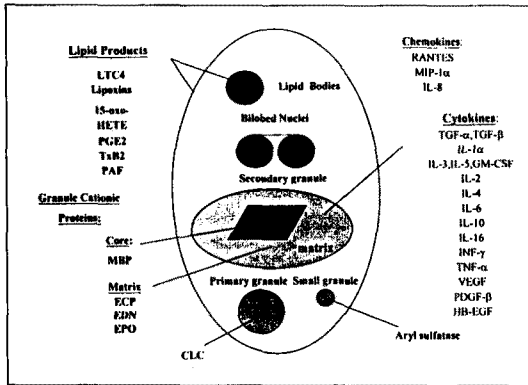 Lipid Products
LTC4
Lipoxins
15-oxo-
HETE
PGE2
TxB2
PAF
Granule Cationic
Proteins:
Core:
MBP
Matrix
ECP
EDN
EPO
CLC
Lipid Bodies
Bilobed Nuclei
Secondary granule
matrix
Primary granule
Small granule
Aryl sulfatase
Chemokines:
RANTES
MIP-1α
IL-8
Cytokines:
TGF-α,TGF-β
IL-1α
IL-3,IL-5,GM-CSF
IL-2
IL-4
IL-6
IL-10
IL-16
INF-γ
TNF-α
VEGF
PDGF-β
HB-EGF